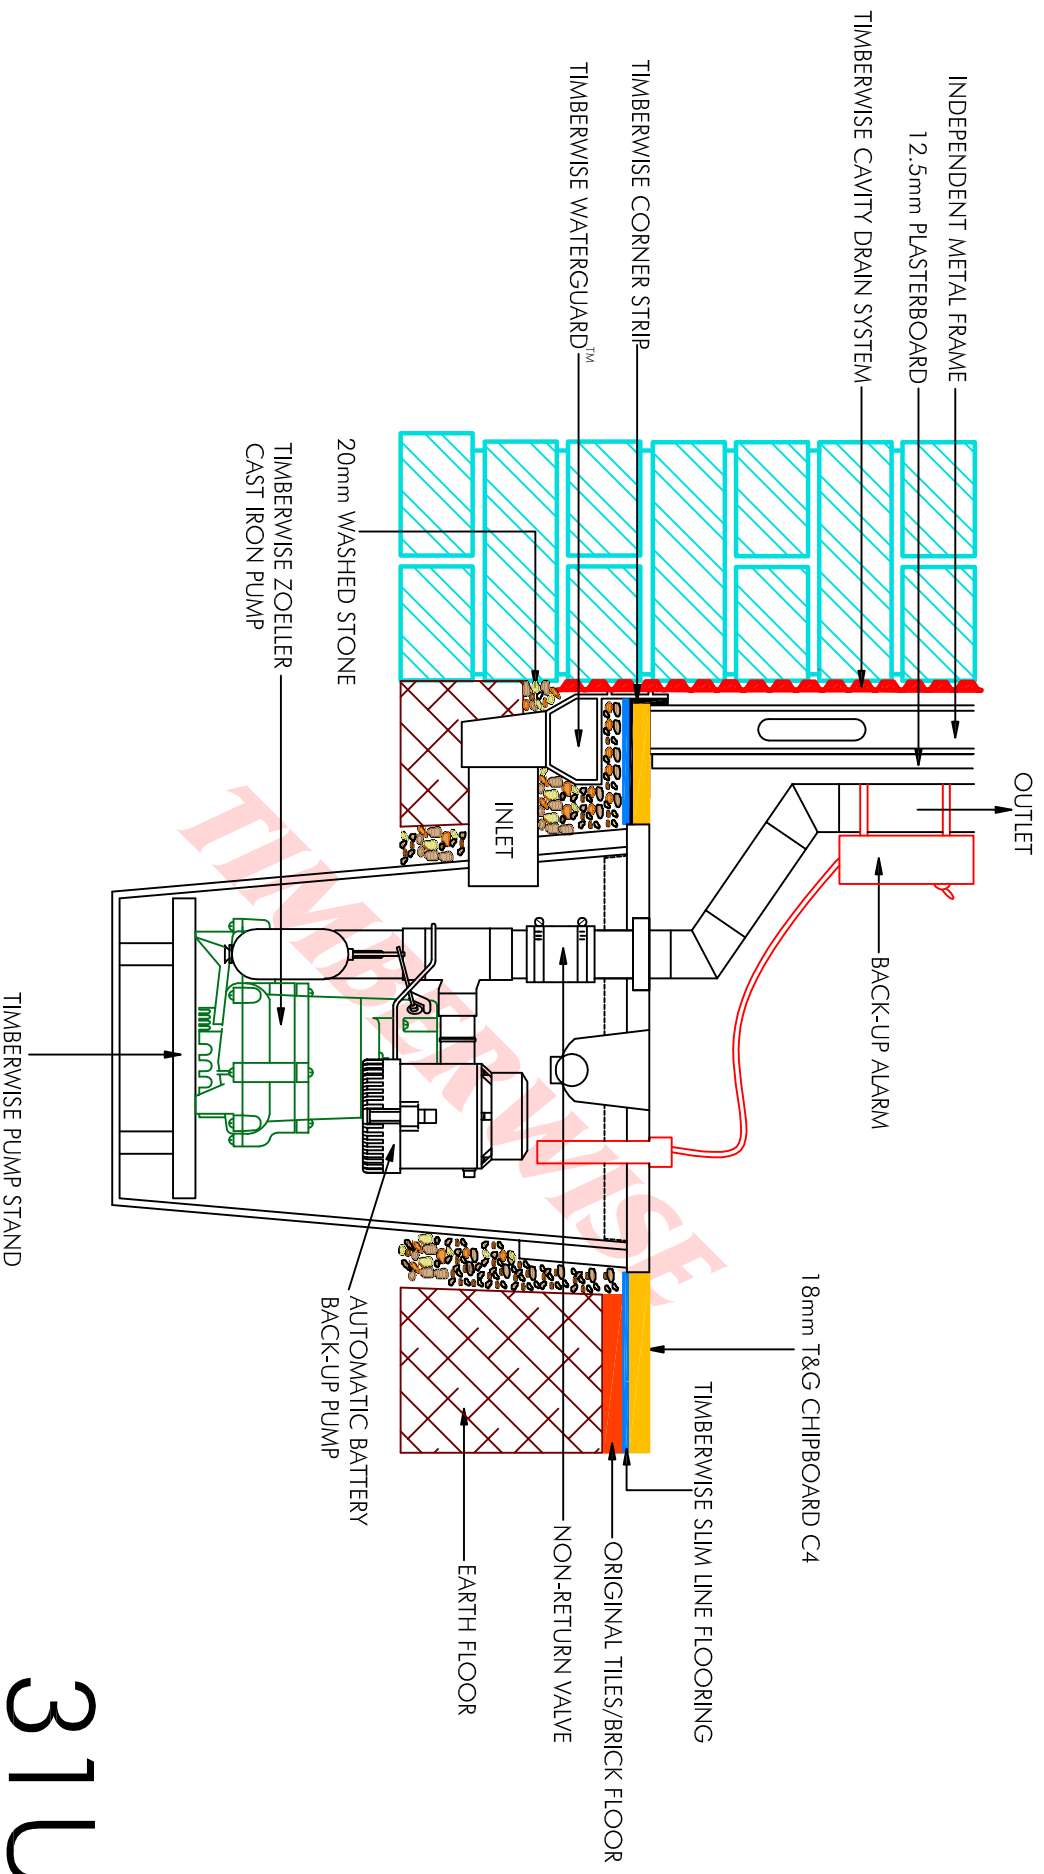 OUTLET
INDEPENDENT METAL FRAME
12.5mm PLASTERBOARD
TIMBERWISE CAVITY DRAIN SYSTEM
BACK-UP ALARM
18mm T&G CHIPBOARD C4
TIMBERWISE SLIM LINE FLOORING
TIMBERWISE CORNER STRIP
ORIGINAL TILES/BRICK FLOOR
TIMBERWISE WATERGUARD™
NON-RETURN VALVE
INLET
EARTH FLOOR
20mm WASHED STONE
AUTOMATIC BATTERY
BACK-UP PUMP
TIMBERWISE ZOELLER
CAST IRON PUMP
TIMBERWISE
TIMBERWISE PUMP STAND
31U